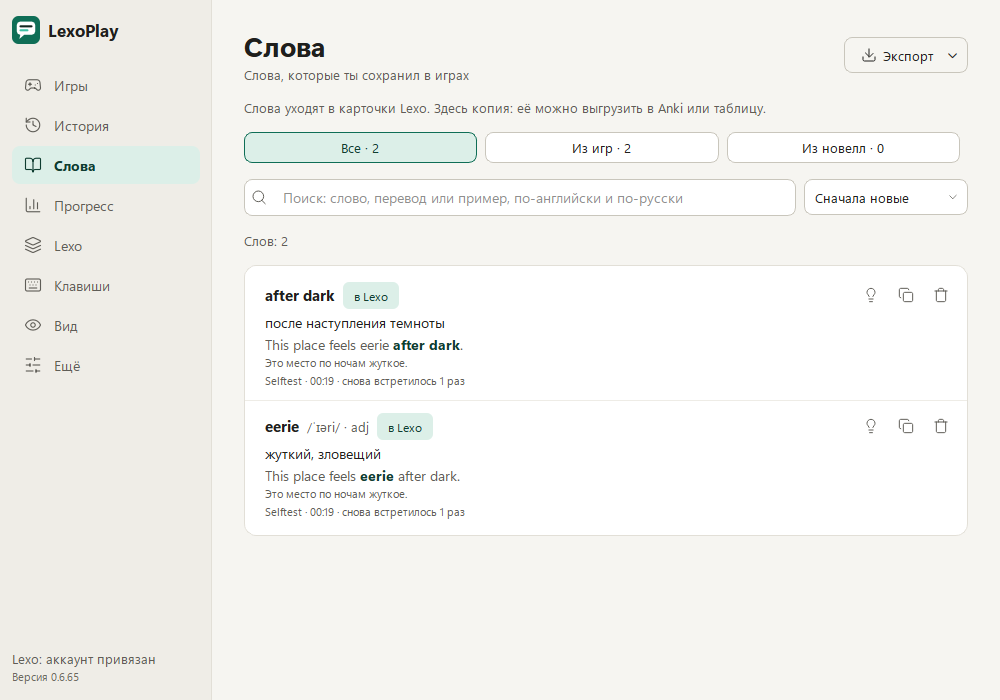 LexoPlay
Игры
История
Слова
Прогресс
Lexo
Клавиши
Вид
Ещё
Lexo: аккаунт привязан
Версия 0.6.65
Слова
Слова, которые ты сохранил в играх
Экспорт
Слова уходят в карточки Lexo. Здесь копия: её можно выгрузить в Anki или таблицу.
Все · 2
Из игр · 2
Из новелл · 0
Поиск: слово, перевод или пример, по-английски и по-русски
Сначала новые
Слов: 2
after dark в Lexo
после наступления темноты
This place feels eerie after dark.
Это место по ночам жуткое.
Selftest · 00:19 · снова встретилось 1 раз
eerie /ˈɪəri/ · adj в Lexo
жуткий, зловещий
This place feels eerie after dark.
Это место по ночам жуткое.
Selftest · 00:19 · снова встретилось 1 раз